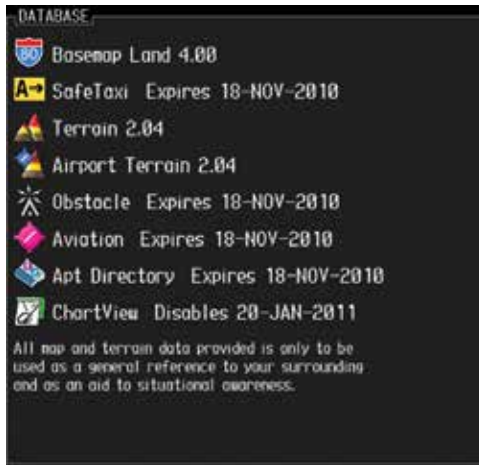 DATABASE
80 Basemap Land 4.00
A→ SafeTaxi Expires 18-NOV-2010
Terrain 2.04
Airport Terrain 2.04
Obstacle Expires 18-NOV-2010
Aviation Expires 18-NOV-2010
Apt Directory Expires 18-NOV-2010
ChartView Disables 20-JAN-2011
All map and terrain data provided is only to be
used as a general reference to your surrounding
and as an aid to situational awareness.